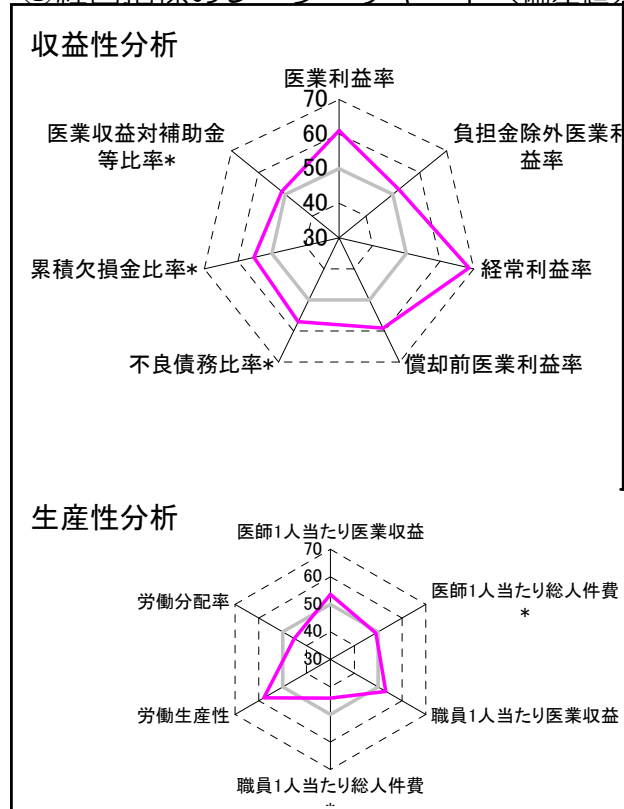 収益性分析
医業利益率
70
医業収益対補助金
等比率*
60
負担金除外医業利
益率
50
40
累積欠損金比率*
30
経常利益率
不良債務比率*
償却前医業利益率
生産性分析
医師1人当たり医業収益
70
60
労働分配率
医師1人当たり総人件費
*
50
40
30
労働生産性
職員1人当たり医業収益
職員1人当たり総人件費
*